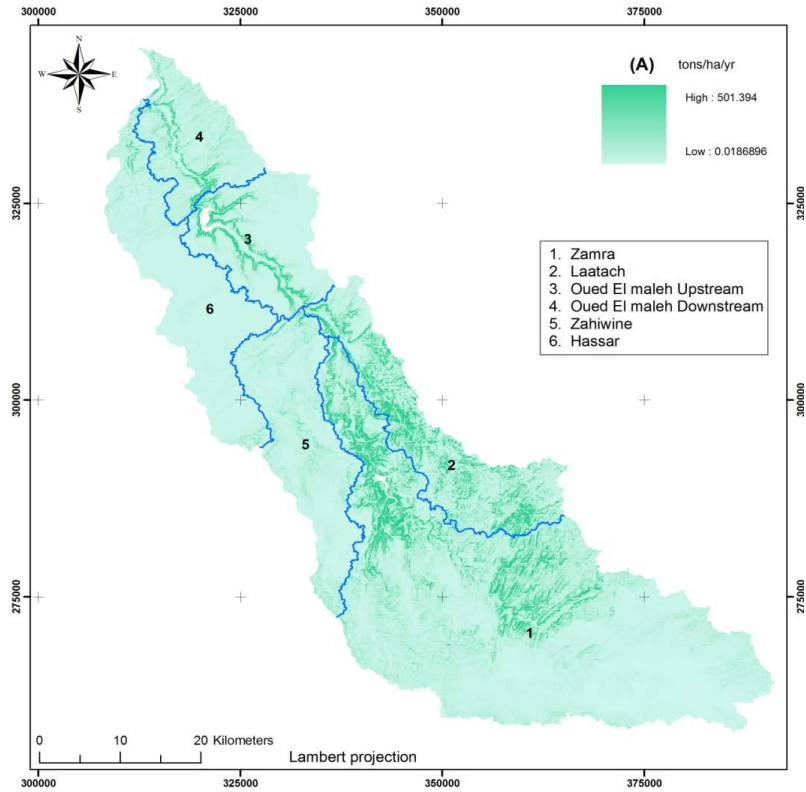 300000 325000 350000 375000
N
W E
S
(A) tons/ha/yr
High : 501.394
Low : 0.0186896
4
325000 325000
3
1. Zamra
2. Laatach
3. Oued El maleh Upstream
4. Oued El maleh Downstream
5. Zahiwine
6. Hassar
6
300000 300000
5
2
275000 275000
1
0 10 20 Kilometers
Lambert projection
300000 325000 350000 375000